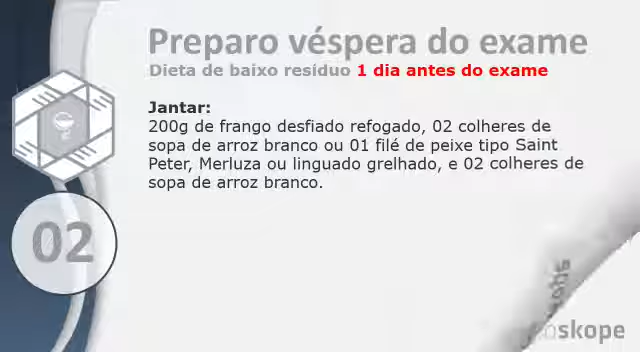 Preparo véspera do exame
Dieta de baixo resíduo 1 dia antes do exame
Jantar:
200g de frango desfiado refogado, 02 colheres de
sopa de arroz branco ou 01 filé de peixe tipo Saint
Peter, Merluza ou linguado grelhado, e 02 colheres de
sopa de arroz branco.
02
skope